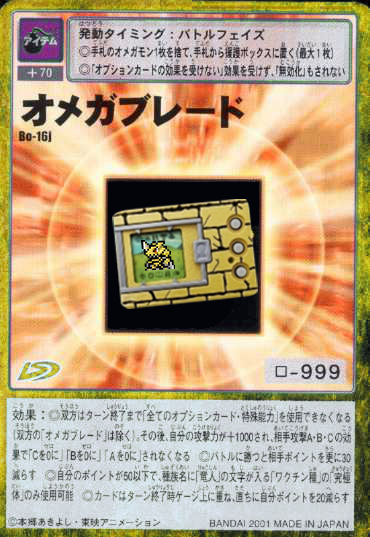 はつどう
アイテム
発動タイミング：バトルフェイズ
◎手札のオメガモン1枚を捨て、手札から援護ボックスに置く（最大1枚）
+70
◎「オプションカードの効果を受けない」効果を受けず、「無効化」もされない
オメガブレード
Bo-16j
ロ-999
効果：◎双方はターン終了まで「全てのオプションカード・特殊能力」を使用できなくなる
（双方の「オメガブレード」は除く）。その後、自分の攻撃力が＋1000され、相手攻撃A・B・Cの効
果で「Cを0に」「Bを0に」「Aを0に」されなくなる ◎バトルに勝つと相手ポイントを更に30
減らす ◎自分のポイントが50以下で、種族名に「竜人」の文字が入る「ワクチン種」の「究極
体」のみ使用可能 ◎カードはターン終了時ゲージ上に重ね、直ちに自分ポイントを20減らす
©本郷あきよし・東映アニメーション
BANDAI 2001 MADE IN JAPAN